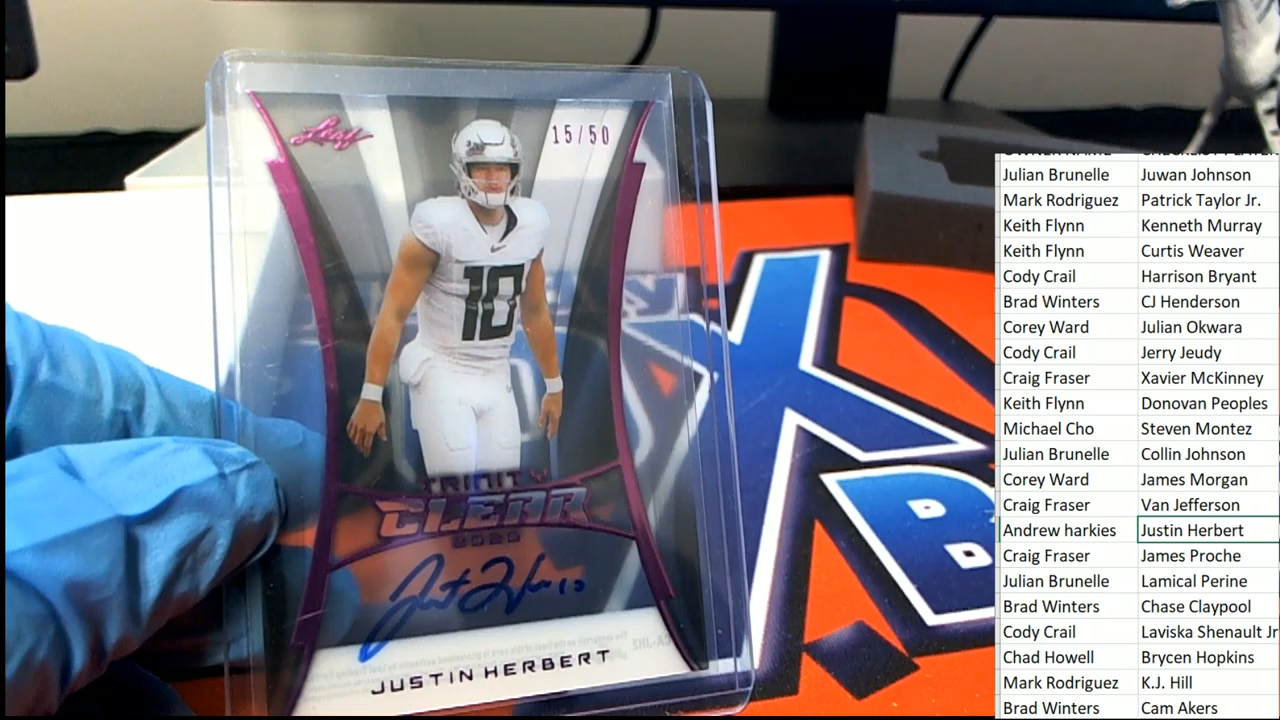 Leaf
15/50
10
TRINITY
CLEAR
2020
JUSTIN HERBERT
CA-JH2
XB
Julian Brunelle Juwan Johnson
Mark Rodriguez Patrick Taylor Jr.
Keith Flynn Kenneth Murray
Keith Flynn Curtis Weaver
Cody Crail Harrison Bryant
Brad Winters CJ Henderson
Corey Ward Julian Okwara
Cody Crail Jerry Jeudy
Craig Fraser Xavier McKinney
Keith Flynn Donovan Peoples
Michael Cho Steven Montez
Julian Brunelle Collin Johnson
Corey Ward James Morgan
Craig Fraser Van Jefferson
Andrew harkies Justin Herbert
Craig Fraser James Proche
Julian Brunelle Lamical Perine
Brad Winters Chase Claypool
Cody Crail Laviska Shenault Jr
Chad Howell Brycen Hopkins
Mark Rodriguez K.J. Hill
Brad Winters Cam Akers